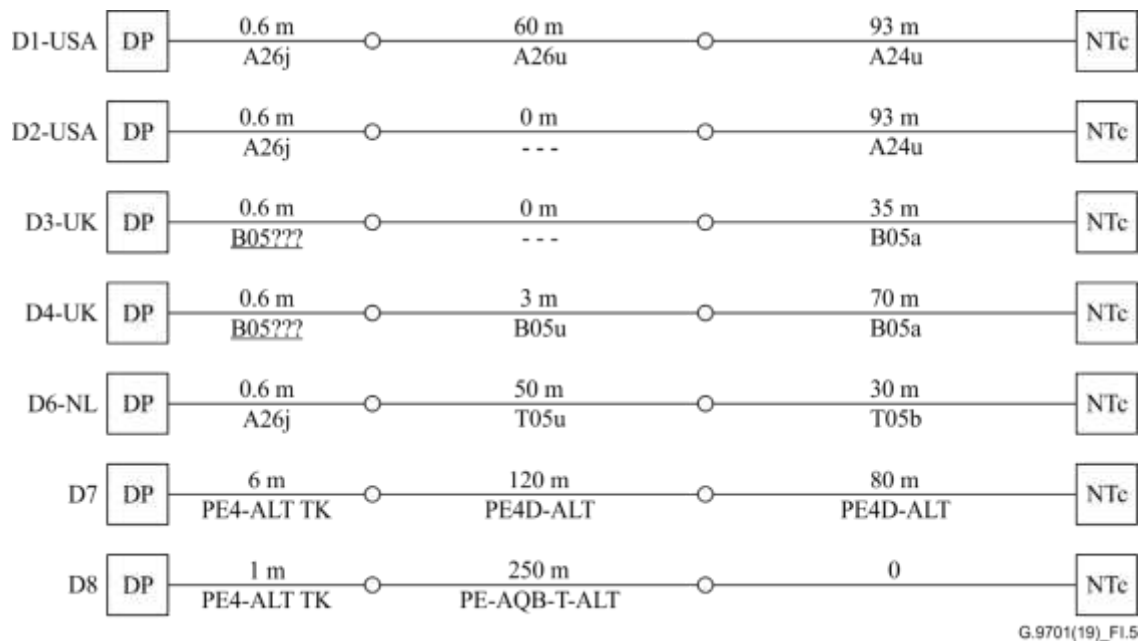 0.6 m 60 m 93 m
D1-USA DP NTc
A26j A26u A24u
0.6 m 0 m 93 m
D2-USA DP NTc
A26j - - - A24u
0.6 m 0 m 35 m
D3-UK DP NTc
B05??? - - - B05a
0.6 m 3 m 70 m
D4-UK DP NTc
B05??? B05u B05a
0.6 m 50 m 30 m
D6-NL DP NTc
A26j T05u T05b
6 m 120 m 80 m
D7 DP NTc
PE4-ALT TK PE4D-ALT PE4D-ALT
1 m 250 m 0
D8 DP NTc
PE4-ALT TK PE-AQB-T-ALT
G.9701(19)_FI.5